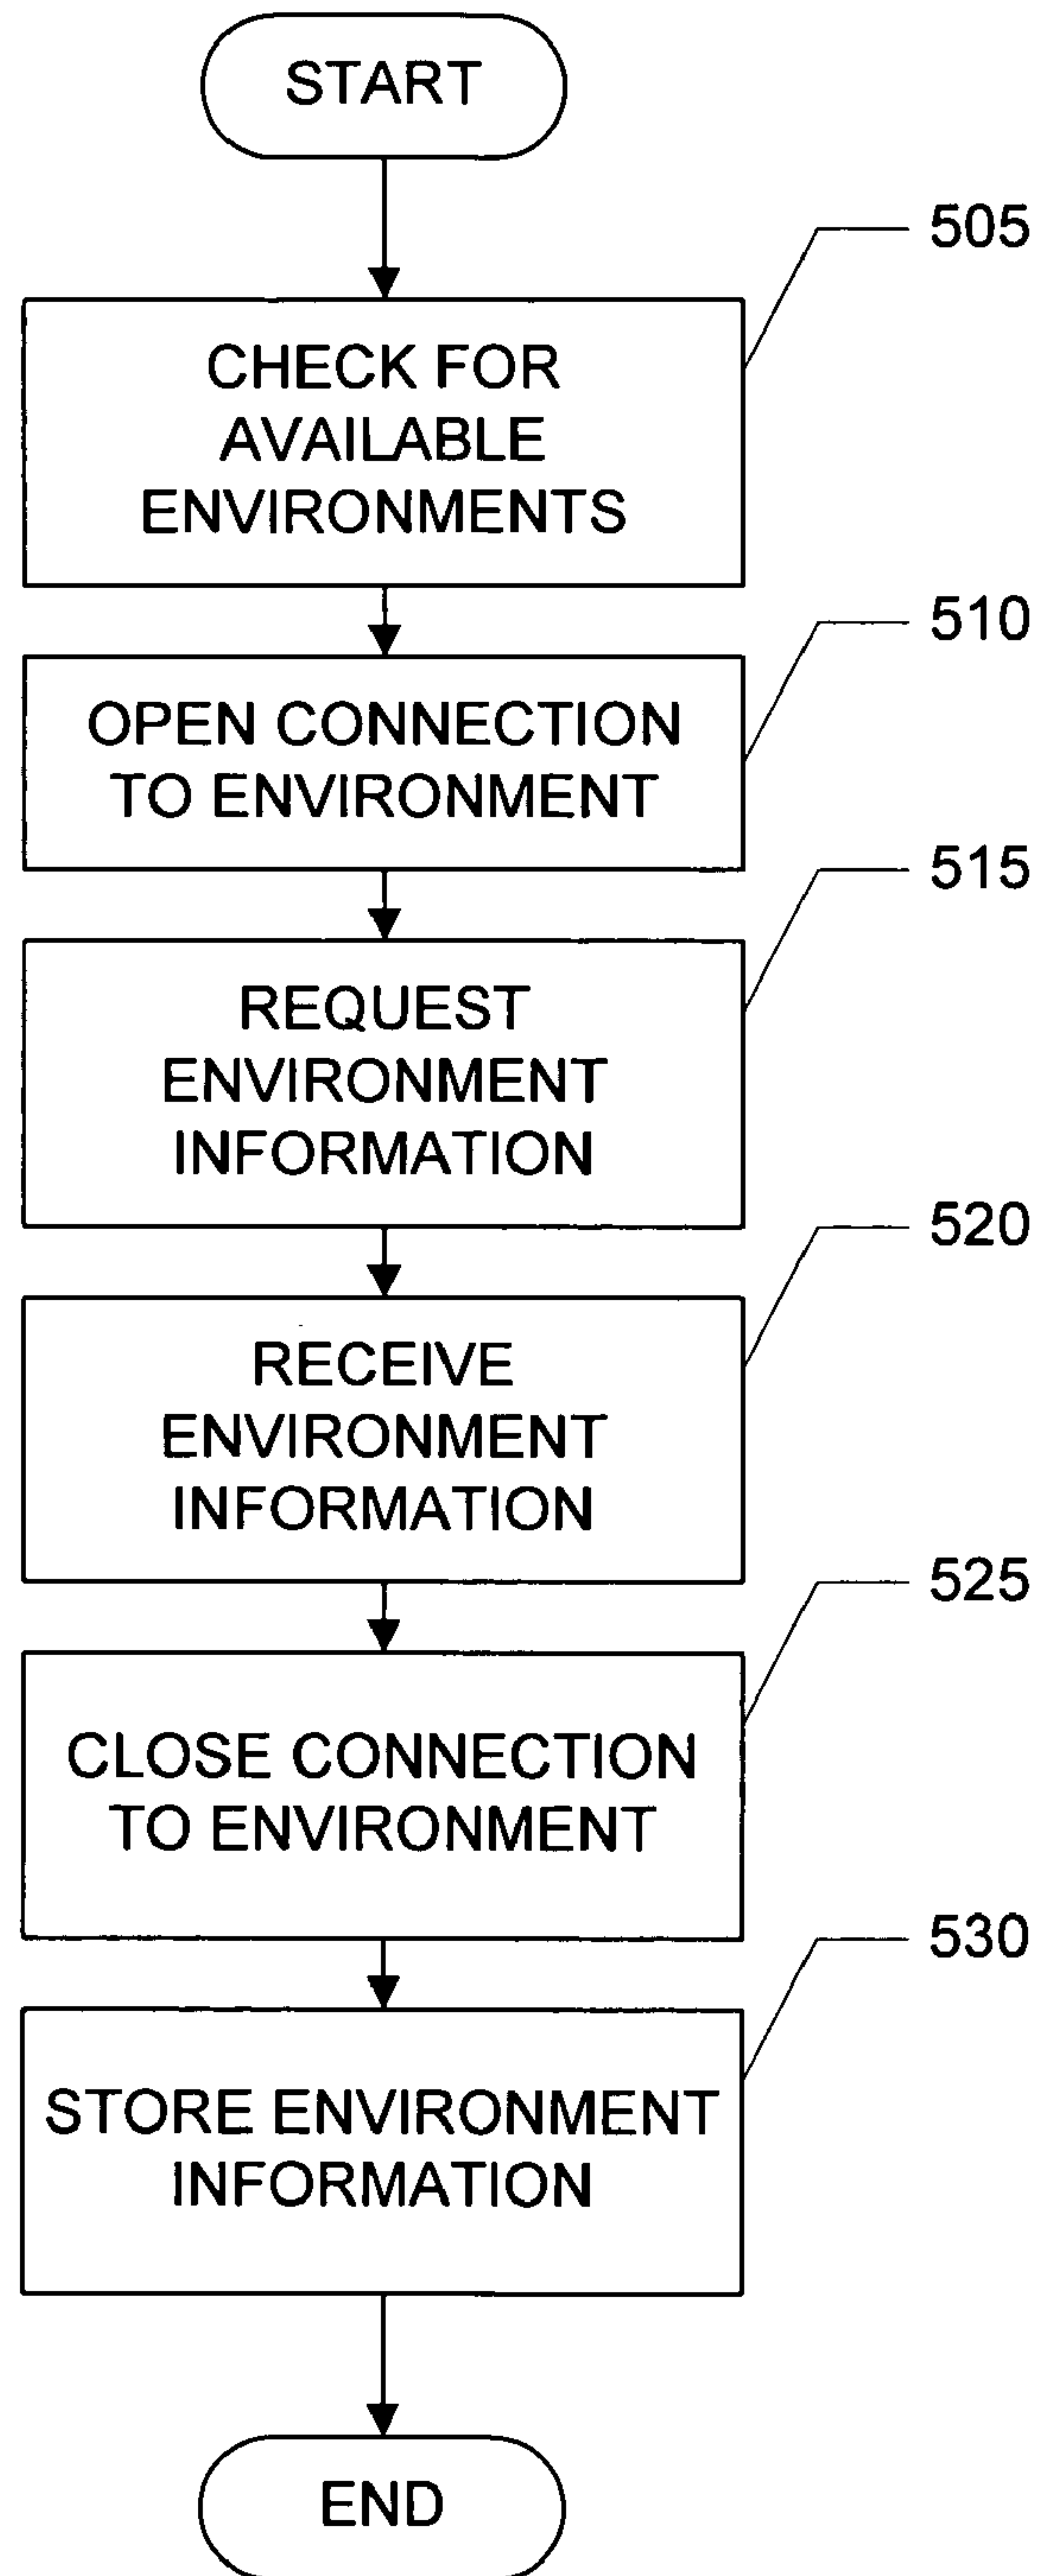 START
505
CHECK FOR
AVAILABLE
ENVIRONMENTS
510
OPEN CONNECTION
TO ENVIRONMENT
515
REQUEST
ENVIRONMENT
INFORMATION
520
RECEIVE
ENVIRONMENT
INFORMATION
525
CLOSE CONNECTION
TO ENVIRONMENT
530
STORE ENVIRONMENT
INFORMATION
END